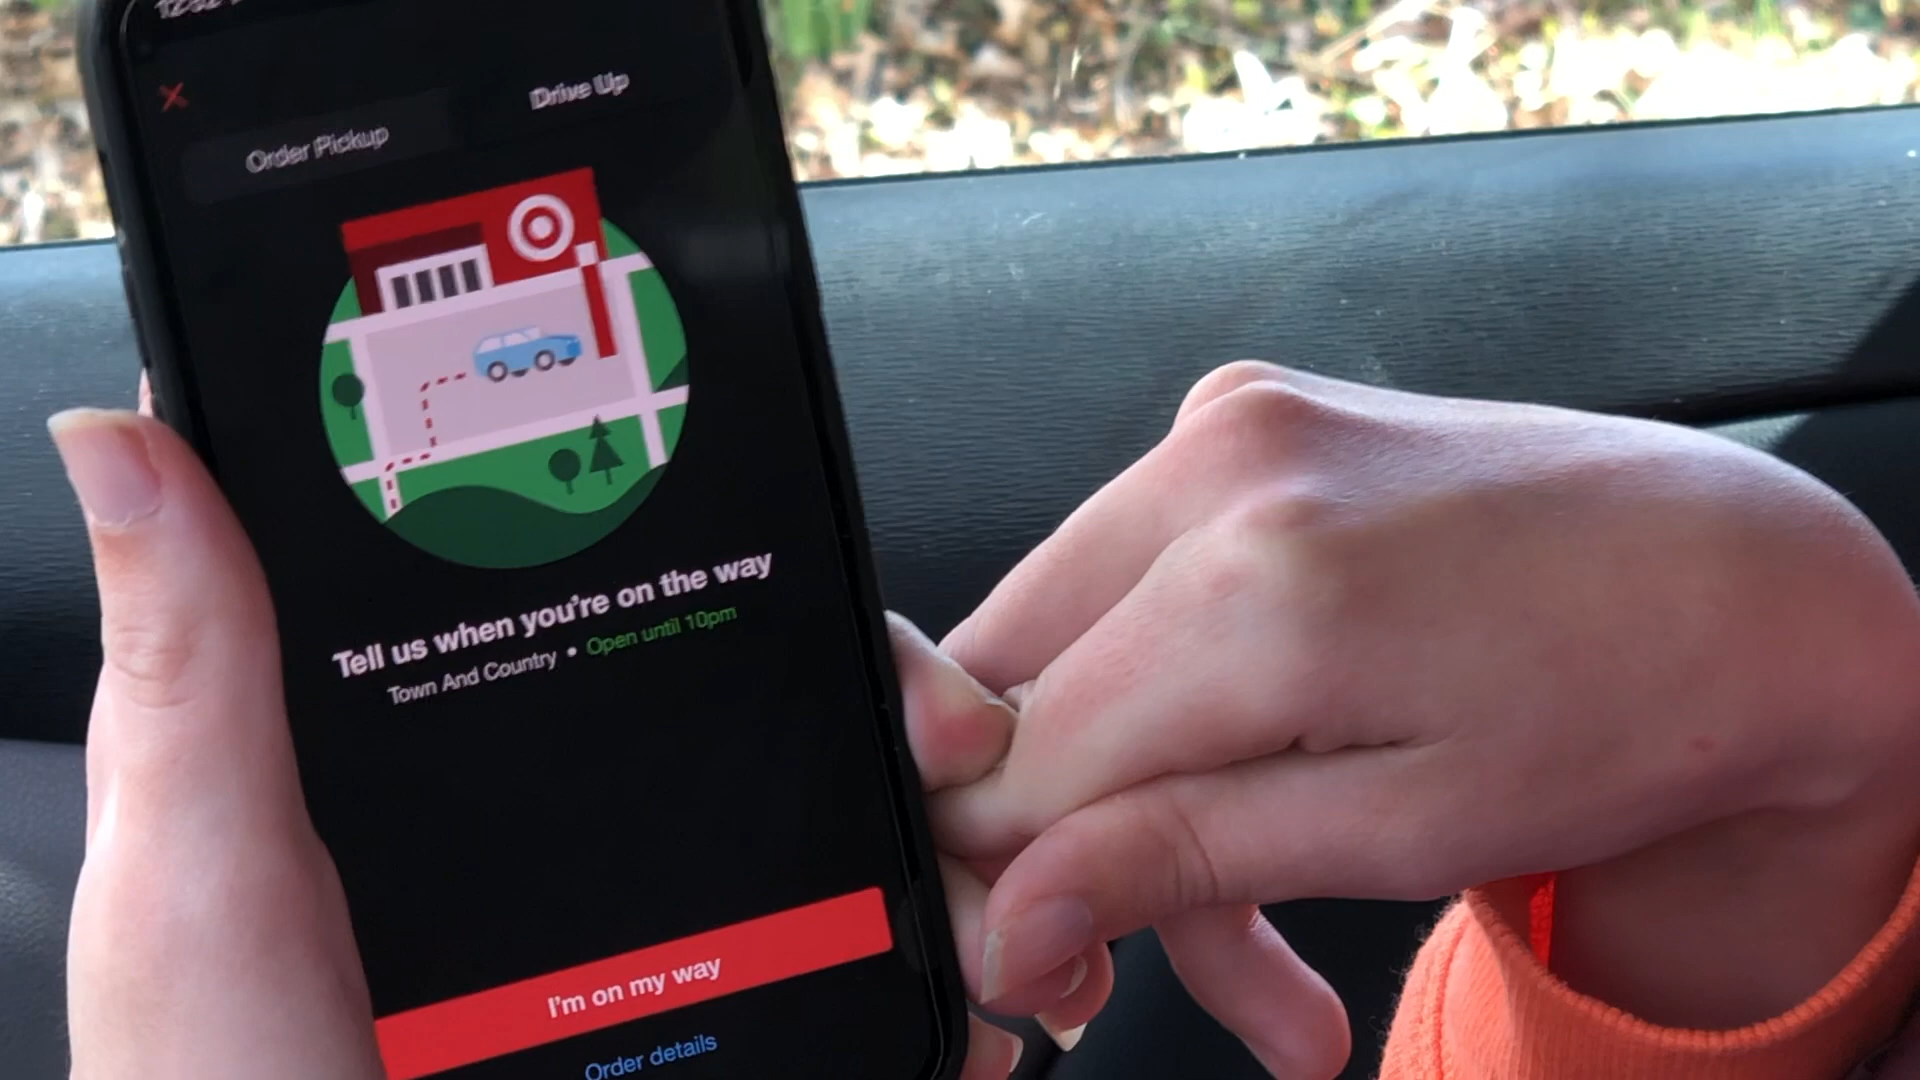 Drive Up
Order Pickup
Tell us when you're on the way
Town And Country • Open until 10pm
I'm on my way
Order details